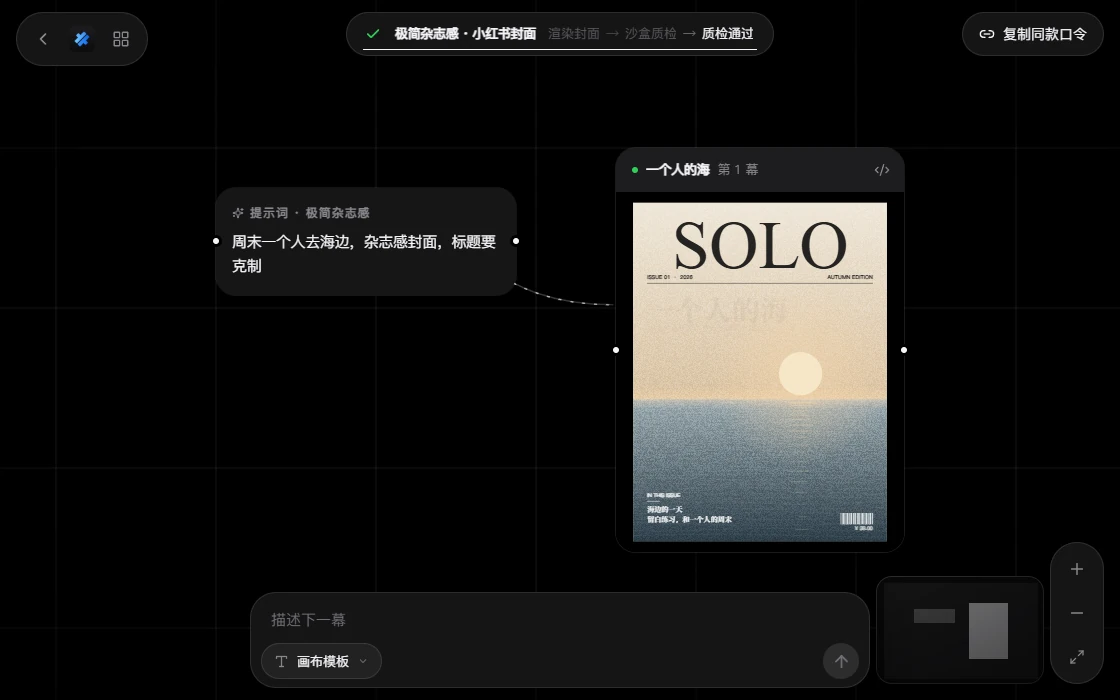 极简杂志感·小红书封面 渲染封面 → 沙盒质检 → 质检通过
复制同款口令
提示词 · 极简杂志感
周末一个人去海边，杂志感封面，标题要
克制
一个人的海 第 1 幕
SOLO
ISSUE 01 · 2026
AUTUMN EDITION
一个人的海
IN THIS ISSUE
海边的一天
留白练习，和一个人的周末
¥ 28.00
描述下一幕
画布模板